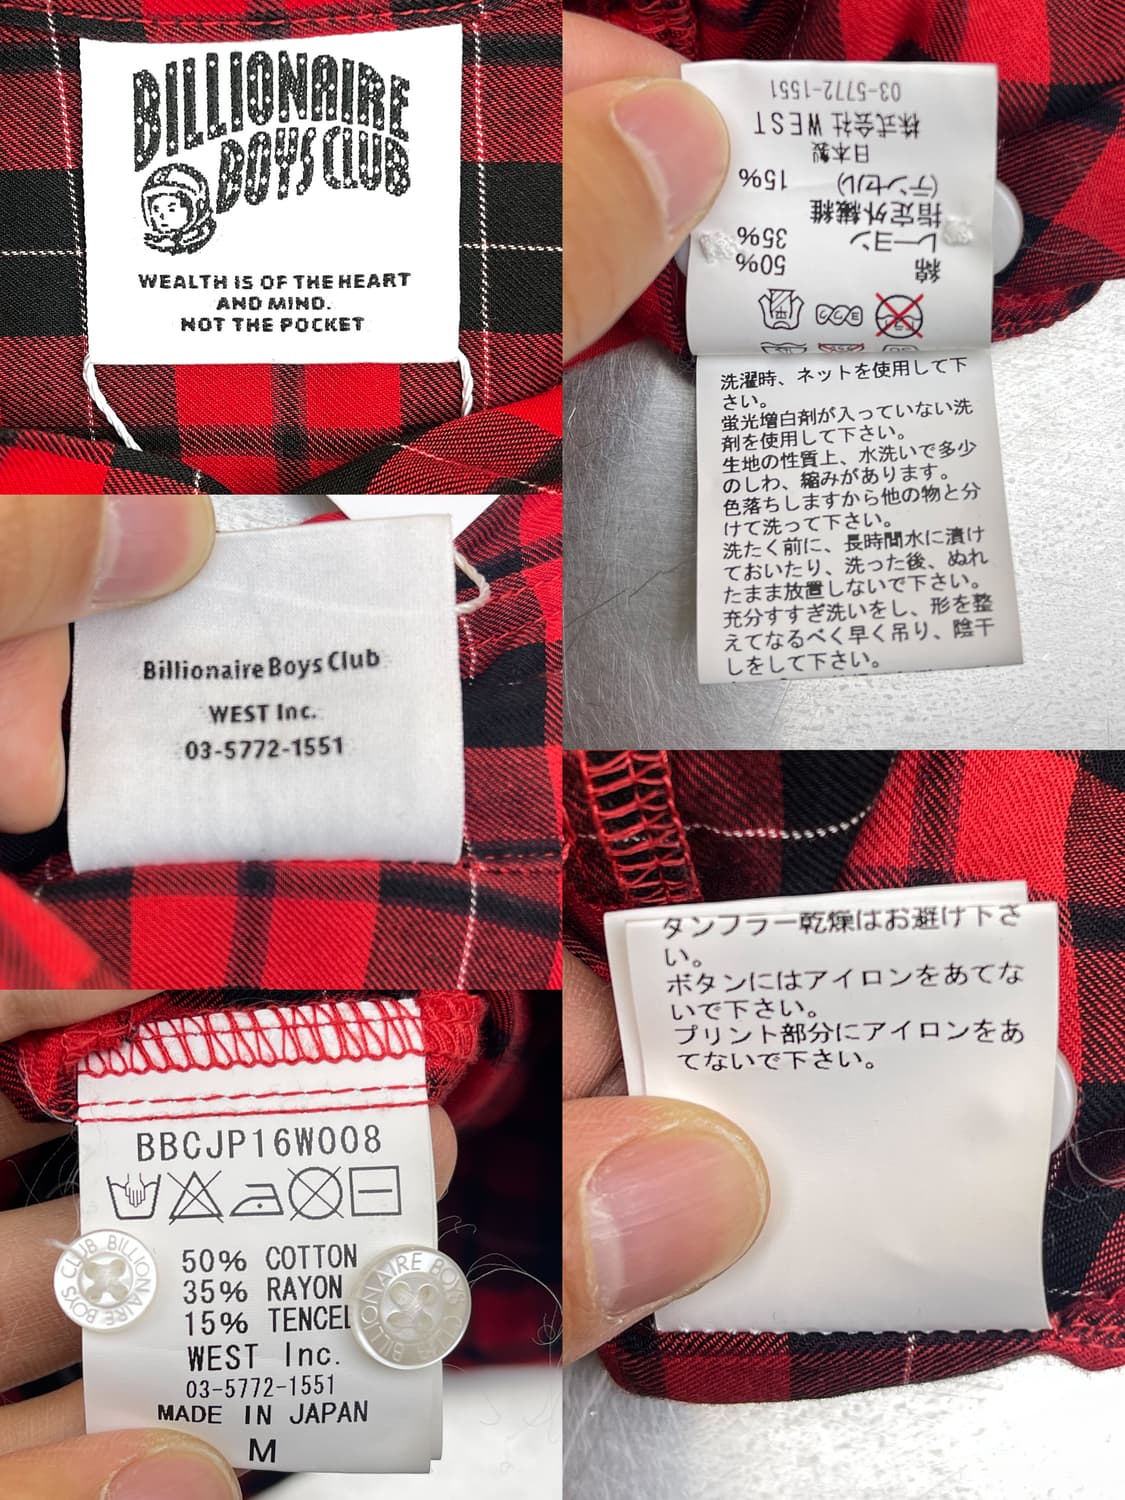 BILLIONAIRE
BOYS CLUB
WEALTH IS OF THE HEART
AND MIND.
NOT THE POCKET
03-5772-1551
株式会社 WEST
日本製
(テンセル) 15%
指定外繊維
レーヨン 35%
綿 50%
平
ヨワク
ドライ
洗濯時、ネットを使用して下
さい。
蛍光増白剤が入っていない洗
剤を使用して下さい。
生地の性質上、水洗いで多少
のしわ、縮みがあります。
色落ちしますから他の物と分
けて洗って下さい。
洗たく前に、長時間水に漬け
ておいたり、洗った後、ぬれ
たまま放置しないで下さい。
充分すすぎ洗いをし、形を整
えてなるべく早く吊り、陰干
しをして下さい。
Billionaire Boys Club
WEST Inc.
03-5772-1551
タンブラー乾燥はお避け下さ
い。
ボタンにはアイロンをあてな
いで下さい。
プリント部分にアイロンをあ
てないで下さい。
BBCJP16W008
50% COTTON
35% RAYON
15% TENCEL
WEST Inc.
03-5772-1551
MADE IN JAPAN
M
CLUB BILLIONAIRE BOYS
BILLIONAIRE BOYS CLUB